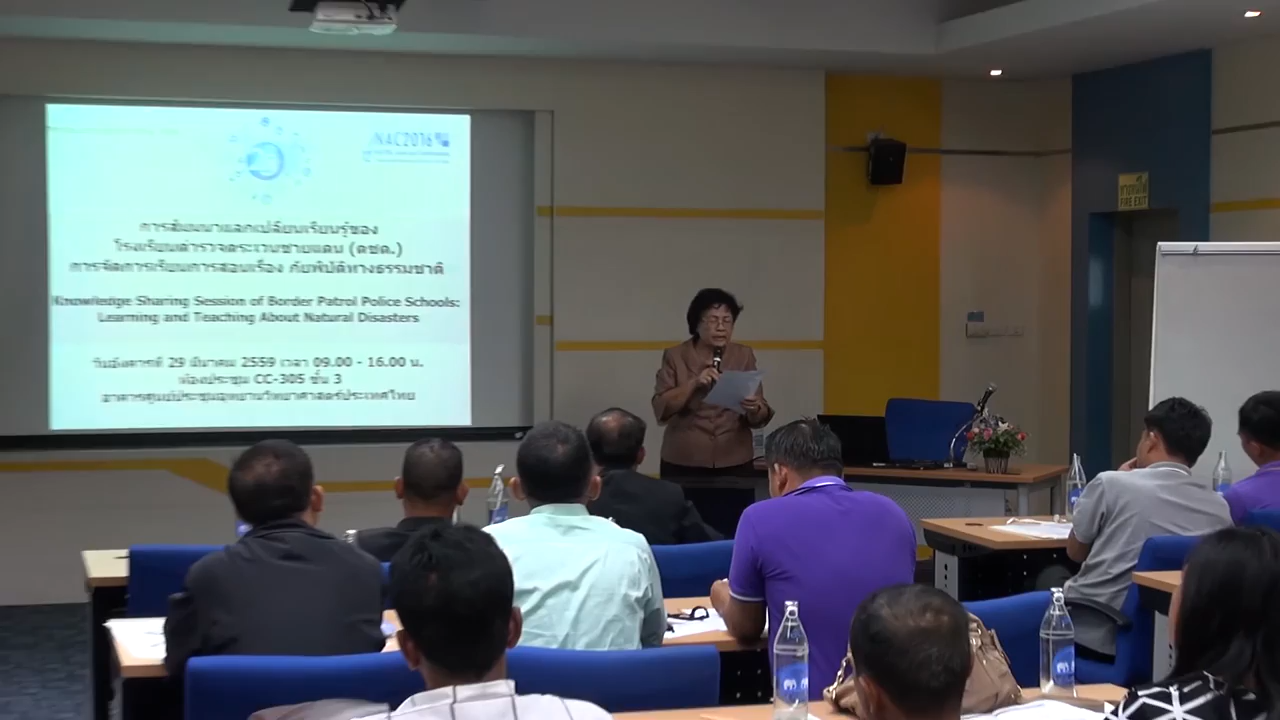 NAC2016
การสัมมนาแลกเปลี่ยนเรียนรู้ของ
โรงเรียนตำรวจตระเวนชายแดน (ตชด.)
การจัดการเรียนการสอนเรื่อง ภัยพิบัติทางธรรมชาติ
Knowledge Sharing Session of Border Patrol Police Schools:
Learning and Teaching About Natural Disasters
วันอังคารที่ 29 มีนาคม 2559 เวลา 09.00 - 16.00 น.
ห้องประชุม CC-305 ชั้น 3
อาคารศูนย์ประชุมอุทยานวิทยาศาสตร์ประเทศไทย
ทางหนีไฟ
FIRE EXIT